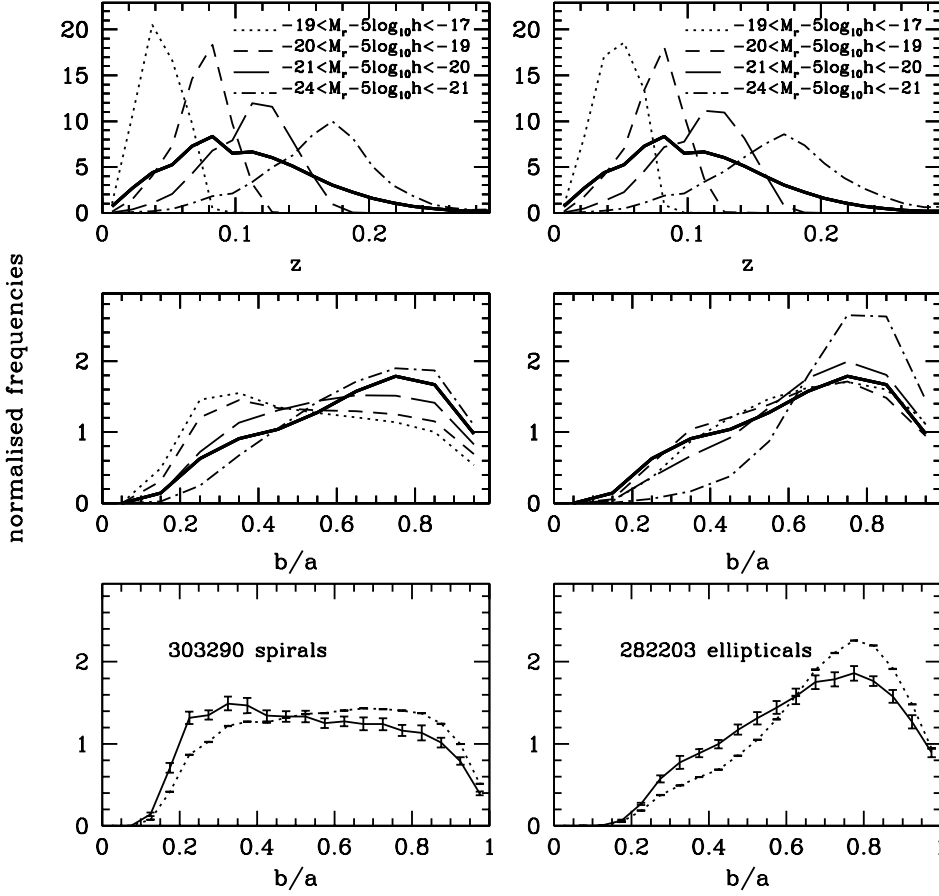 -19<Mr-5log10h<-17
-20<Mr-5log10h<-19
-21<Mr-5log10h<-20
-24<Mr-5log10h<-21
20
15
10
5
0
0 0.1 0.2
z
-19<Mr-5log10h<-17
-20<Mr-5log10h<-19
-21<Mr-5log10h<-20
-24<Mr-5log10h<-21
20
15
10
5
0
0 0.1 0.2
z
normalised frequencies
2
1
0
0 0.2 0.4 0.6 0.8
b/a
2
1
0
0 0.2 0.4 0.6 0.8
b/a
303290 spirals
2
1
0
0 0.2 0.4 0.6 0.8 1
b/a
282203 ellipticals
2
1
0
0 0.2 0.4 0.6 0.8
b/a